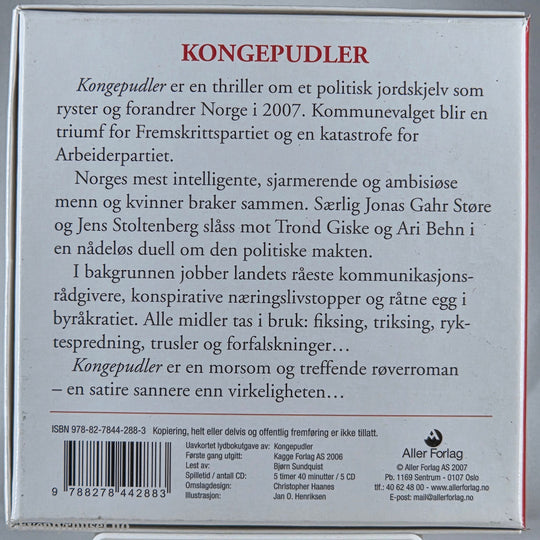 KONGEPUDLER
Kongepudler er en thriller om et politisk jordskjelv som
ryster og forandrer Norge i 2007. Kommunevalget blir en
triumf for Fremskrittspartiet og en katastrofe for
Arbeiderpartiet.
Norges mest intelligente, sjarmerende og ambisiøse
menn og kvinner braker sammen. Særlig Jonas Gahr Støre
og Jens Stoltenberg slåss mot Trond Giske og Ari Behn i
en nådeløs duell om den politiske makten.
I bakgrunnen jobber landets råeste kommunikasjons-
rådgivere, konspirative næringslivstopper og råtne egg i
byråkratiet. Alle midler tas i bruk: fiksing, triksing, ryk-
tespredning, trusler og forfalskninger…
Kongepudler er en morsom og treffende røverroman
– en satire sannere enn virkeligheten…
ISBN 978-82-7844-288-3 Kopiering, helt eller delvis og offentlig fremføring er ikke tillatt.
Uavkortet lydbokutgave av: Kongepudler
Første gang utgitt: Kagge Forlag AS 2006
Lest av: Bjørn Sundquist
Spilletid / antall CD: 5 timer 40 minutter / 5 CD
Omslagdesign: Christopher Haanes
Illustrasjon: Jan O. Henriksen
9 788278 442883
Aller Forlag
© Aller Forlag AS 2007
Pb. 1169 Sentrum - 0107 Oslo
tlf.: 40 62 48 00 - www.allerforlag.no
E-post: mail@allerforlag.no